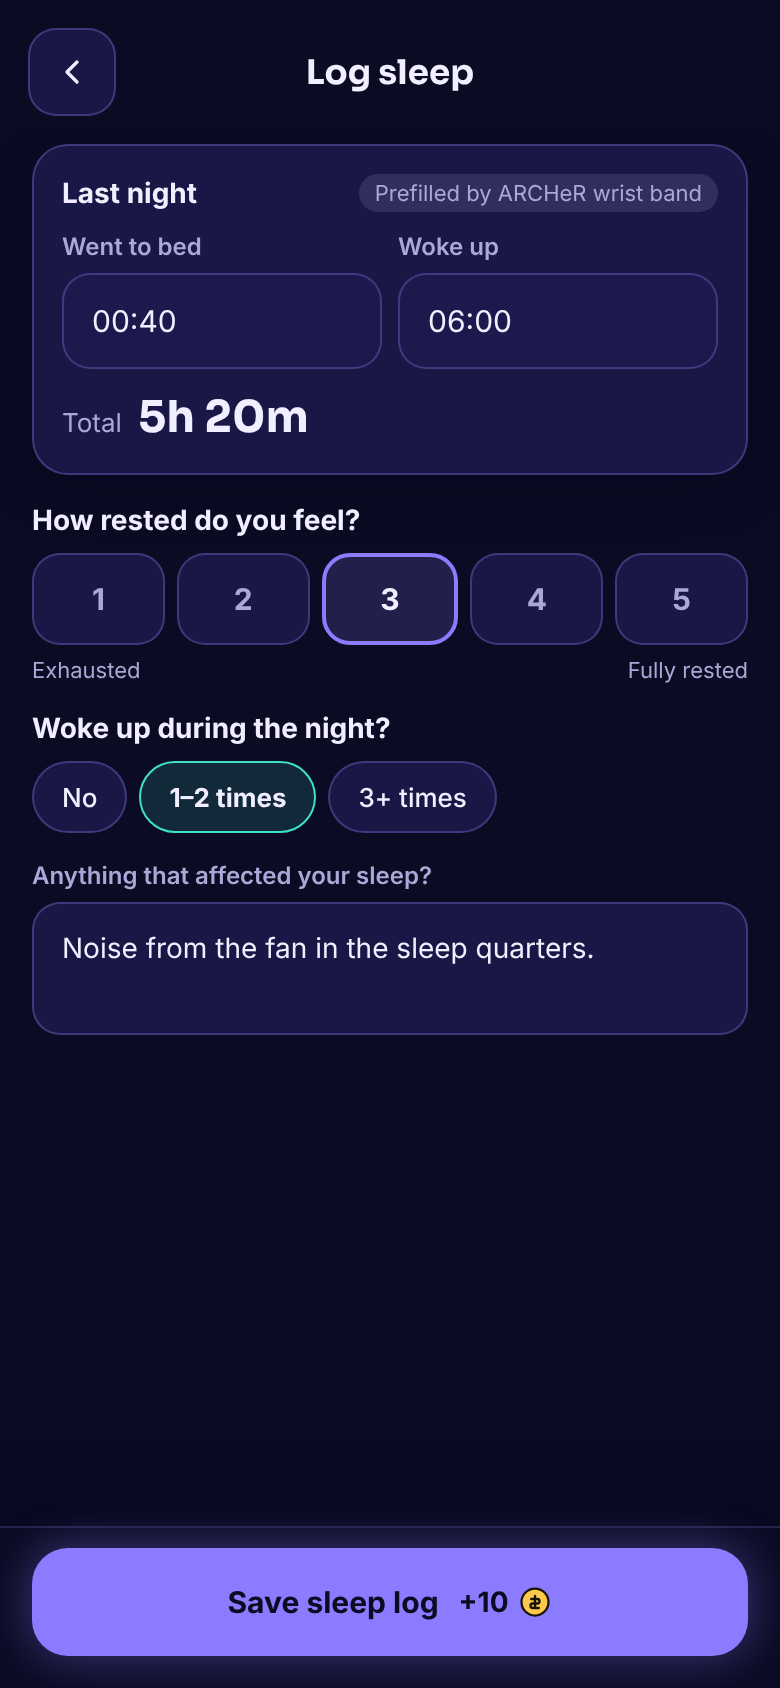 Log sleep
Last night
Prefilled by ARCHeR wrist band
Went to bed
Woke up
00:40
06:00
Total 5h 20m
How rested do you feel?
1 2 3 4 5
Exhausted
Fully rested
Woke up during the night?
No
1–2 times
3+ times
Anything that affected your sleep?
Noise from the fan in the sleep quarters.
Save sleep log +10